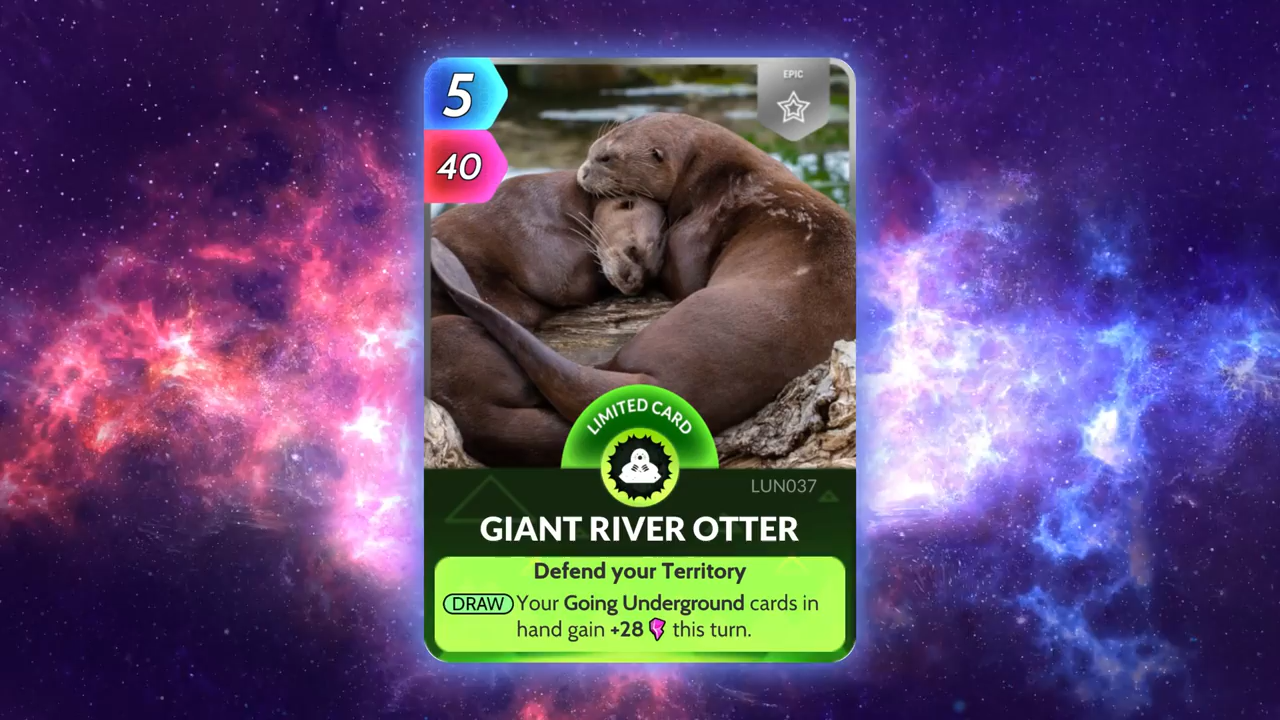 5
EPIC
40
LIMITED CARD
LUN037
GIANT RIVER OTTER
Defend your Territory
DRAW Your Going Underground cards in
hand gain +28 this turn.